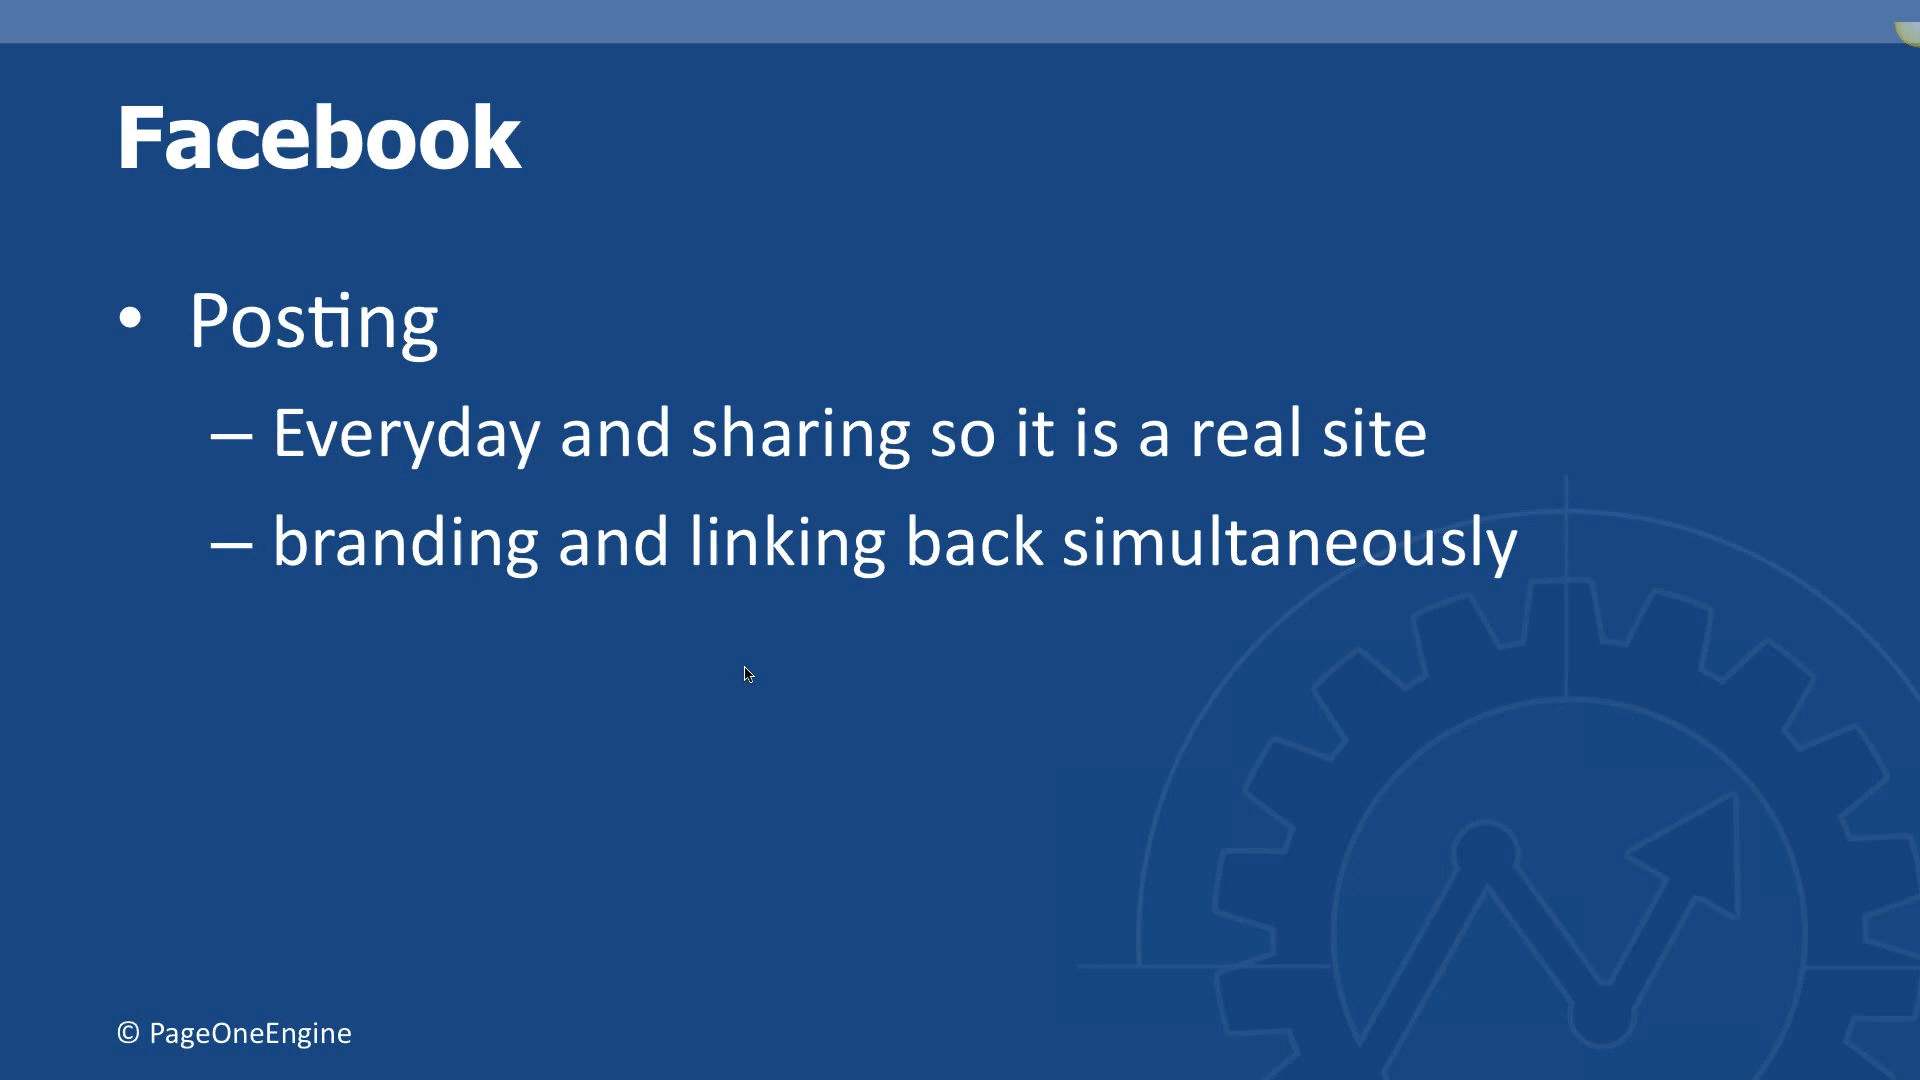 Facebook
• Posting
– Everyday and sharing so it is a real site
– branding and linking back simultaneously
© PageOneEngine